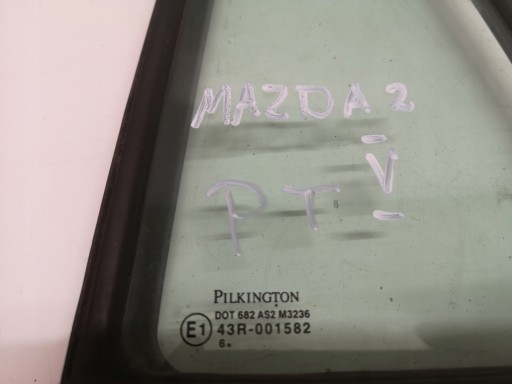 MAZDA 2
V
PT
PILKINGTON
DOT 682 AS2 M3236
E1 43R-001582
6.